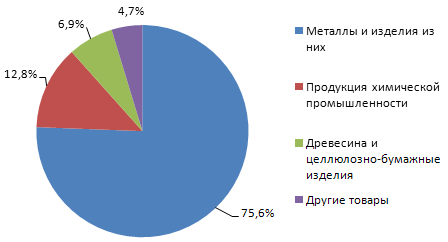 4,7%
6,9%
12,8%
75,6%
Металлы и изделия из
них
Продукция химической
промышленности
Древесина и
целлюлозно-бумажные
изделия
Другие товары